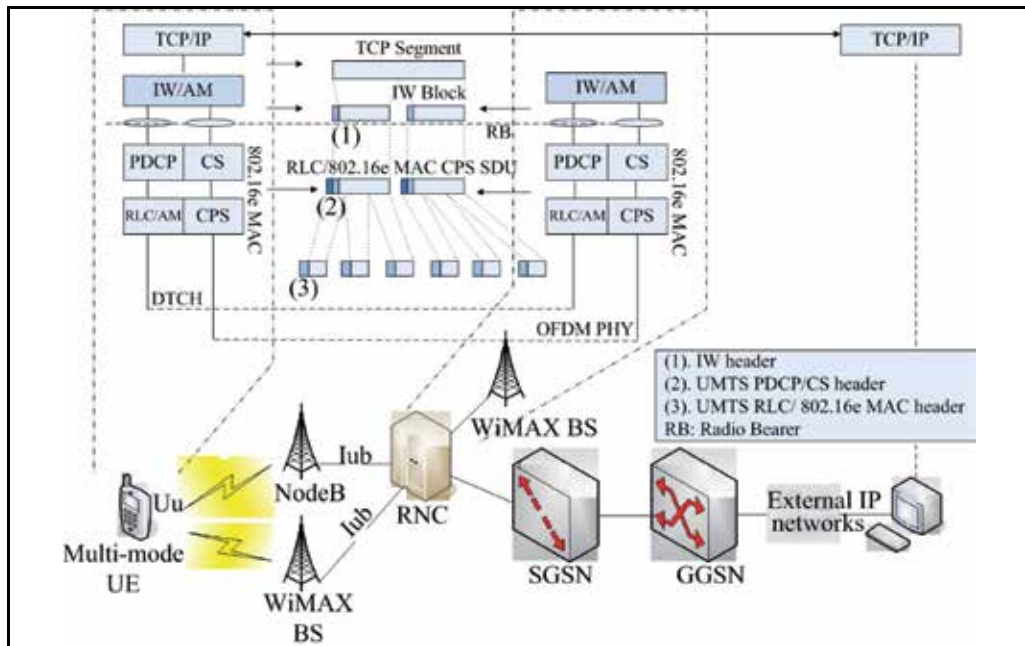 TCP/IP
TCP/IP
TCP Segment
IW/AM
IW Block
IW/AM
(1)
RB
PDCP
CS
802.16e MAC
RLC/802.16e MAC CPS SDU
PDCP
CS
802.16e MAC
(2)
RLC/AM
CPS
RLC/AM
CPS
(3)
DTCH
OFDM PHY
(1). IW header
(2). UMTS PDCP/CS header
(3). UMTS RLC/ 802.16e MAC header
RB: Radio Bearer
WiMAX BS
Uu
NodeB
Iub
RNC
Iub
External IP
networks
Multi-mode
UE
WiMAX
BS
SGSN
GGSN